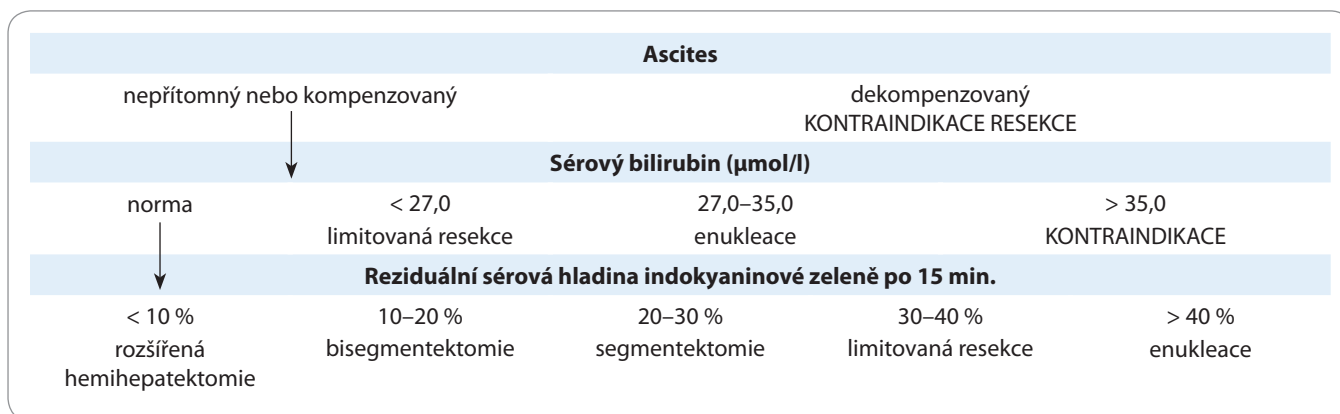 Ascites
nepřítomný nebo kompenzovaný dekompenzovaný
KONTRAINDIKACE RESEKCE
Sérový bilirubin (μmol/l)
norma < 27,0 27,0–35,0 > 35,0
limitovaná resekce enukleace KONTRAINDIKACE
Reziduální sérová hladina indokyaninové zeleně po 15 min.
< 10 % 10–20 % 20–30 % 30–40 % > 40 %
rozšířená bisegmentektomie segmentektomie limitovaná resekce enukleace
hemihepatektomie